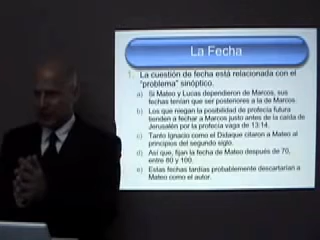 La Fecha
1. La cuestión de fecha está relacionada con el
"problema" sinóptico.
a) Si Mateo y Lucas dependieron de Marcos, sus
fechas tenían que ser posteriores a la de Marcos.
b) Los que niegan la posibilidad de profecía futura
tienden a fechar a Marcos justo antes de la caída de
Jerusalén por la profecía vaga de 13:14.
c) Tanto Ignacio como el Didaque citaron a Mateo al
principios del segundo siglo.
d) Así que, fijan la fecha de Mateo después de 70,
entre 80 y 100.
e) Estas fechas tardías probablemente descartarían a
Mateo como el autor.